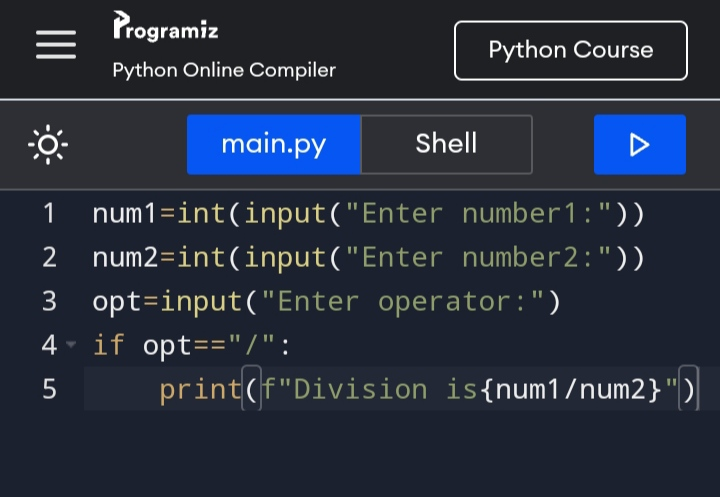 Programiz
Python Online Compiler
Python Course
main.py
Shell
1 num1=int(input("Enter number1:"))
2 num2=int(input("Enter number2:"))
3 opt=input("Enter operator:")
4 if opt=="/":
5     print(f"Division is{num1/num2}")